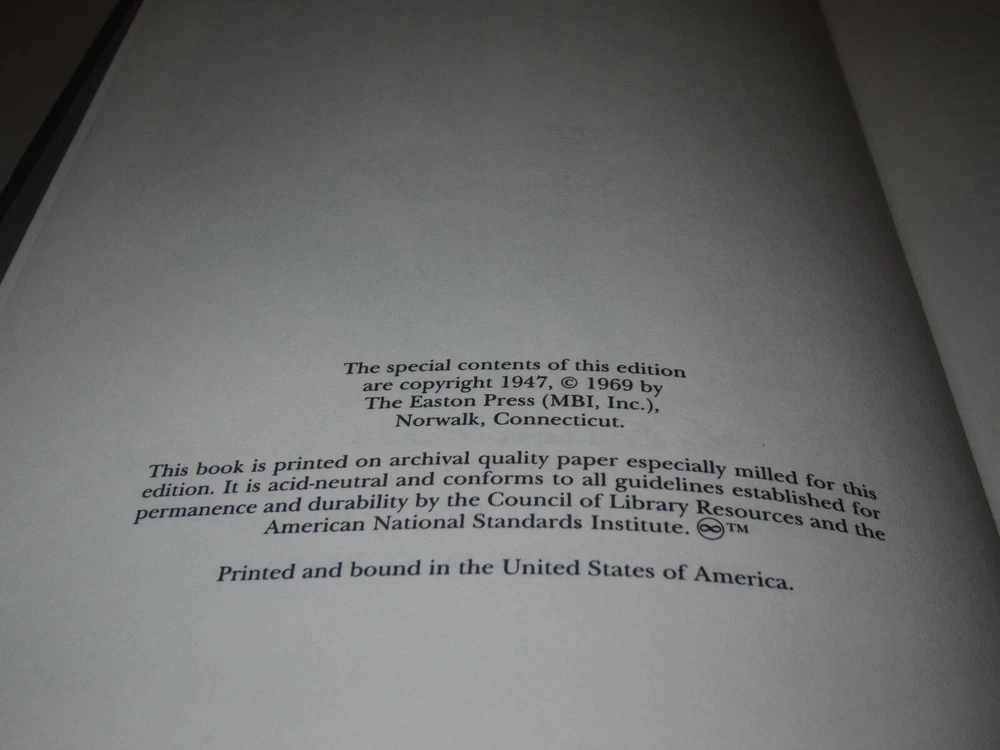 The special contents of this edition
are copyright 1947, © 1969 by
The Easton Press (MBI, Inc.),
Norwalk, Connecticut.
This book is printed on archival quality paper especially milled for this
edition. It is acid-neutral and conforms to all guidelines established for
permanence and durability by the Council of Library Resources and the
American National Standards Institute. ♾™
Printed and bound in the United States of America.